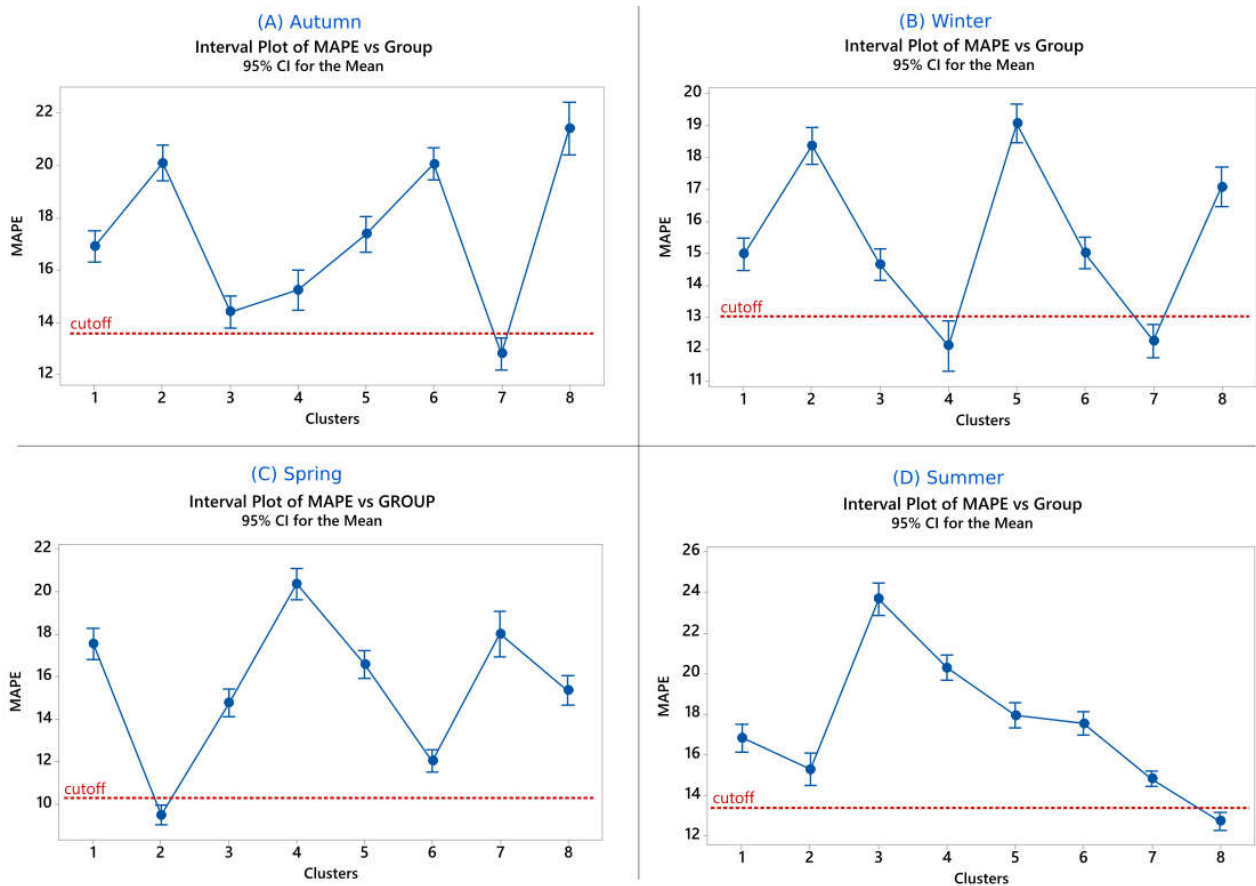 (A) Autumn
Interval Plot of MAPE vs Group
95% CI for the Mean
22
20
18
16
14
12
MAPE
cutoff
1 2 3 4 5 6 7 8
Clusters
(B) Winter
Interval Plot of MAPE vs Group
95% CI for the Mean
20
19
18
17
16
15
14
13
12
11
MAPE
cutoff
1 2 3 4 5 6 7 8
Clusters
(C) Spring
Interval Plot of MAPE vs GROUP
95% CI for the Mean
22
20
18
16
14
12
10
MAPE
cutoff
1 2 3 4 5 6 7 8
Clusters
(D) Summer
Interval Plot of MAPE vs Group
95% CI for the Mean
26
24
22
20
18
16
14
12
MAPE
cutoff
1 2 3 4 5 6 7 8
Clusters